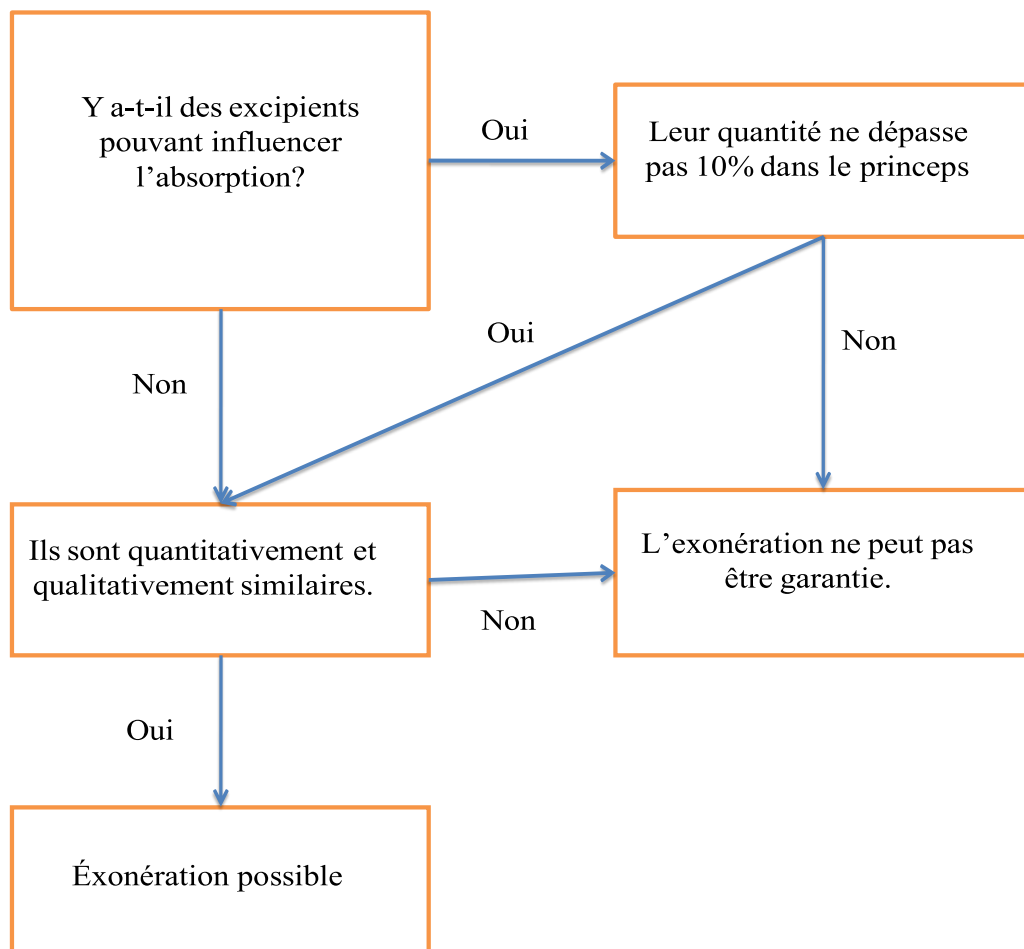 Y a-t-il des excipients
pouvant influencer
l’absorption?
Oui
Leur quantité ne dépasse
pas 10% dans le princeps
Oui
Non
Non
Ils sont quantitativement et
qualitativement similaires.
Non
L’exonération ne peut pas
être garantie.
Oui
Éxonération possible